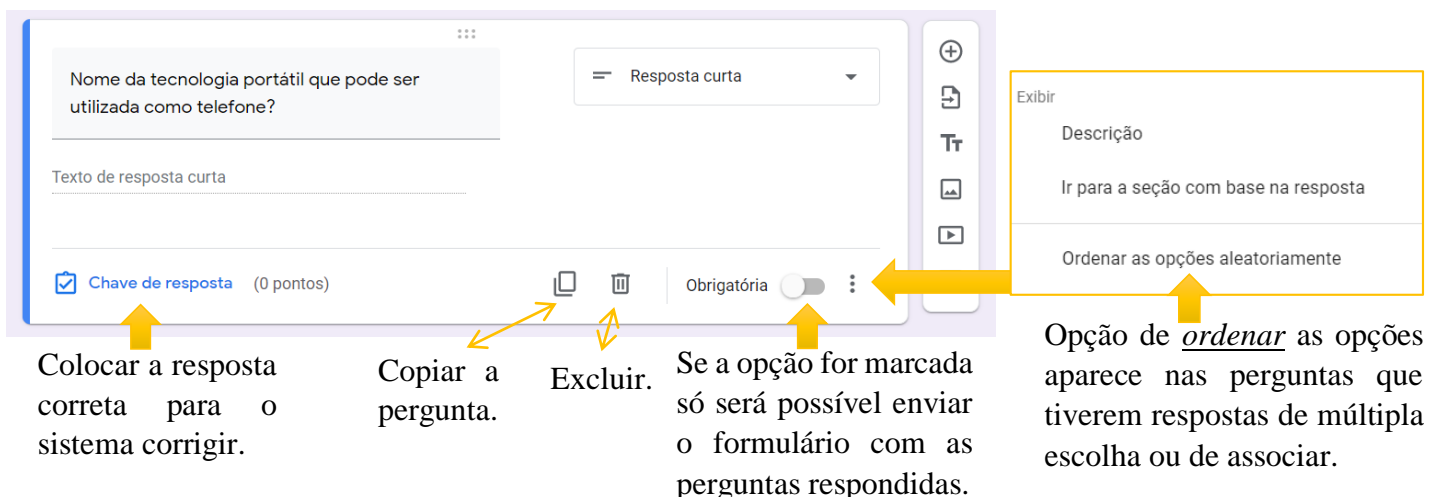 Nome da tecnologia portátil que pode ser
utilizada como telefone?
Resposta curta
Texto de resposta curta
Chave de resposta (0 pontos)
Obrigatória
Exibir
Descrição
Ir para a seção com base na resposta
Ordenar as opções aleatoriamente
Colocar a resposta
correta para o
sistema corrigir.
Copiar a
pergunta.
Excluir.
Se a opção for marcada
só será possível enviar
o formulário com as
perguntas respondidas.
Opção de ordenar as opções
aparece nas perguntas que
tiverem respostas de múltipla
escolha ou de associar.